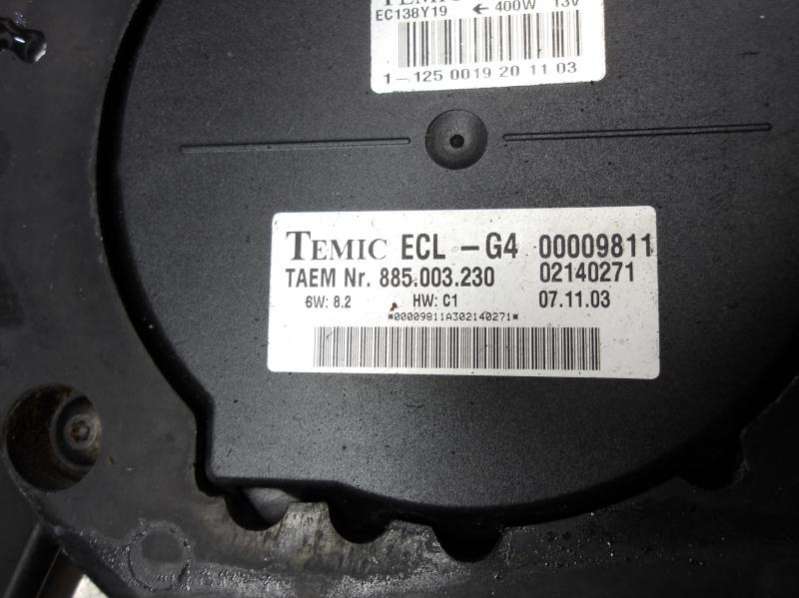 EC138Y19 ← 400W 13V
1-125 0019 20 11 03
TEMIC ECL -G4 00009811
TAEM Nr. 885.003.230 02140271
6W: 8.2 HW: C1 07.11.03
*00009811A302140271*